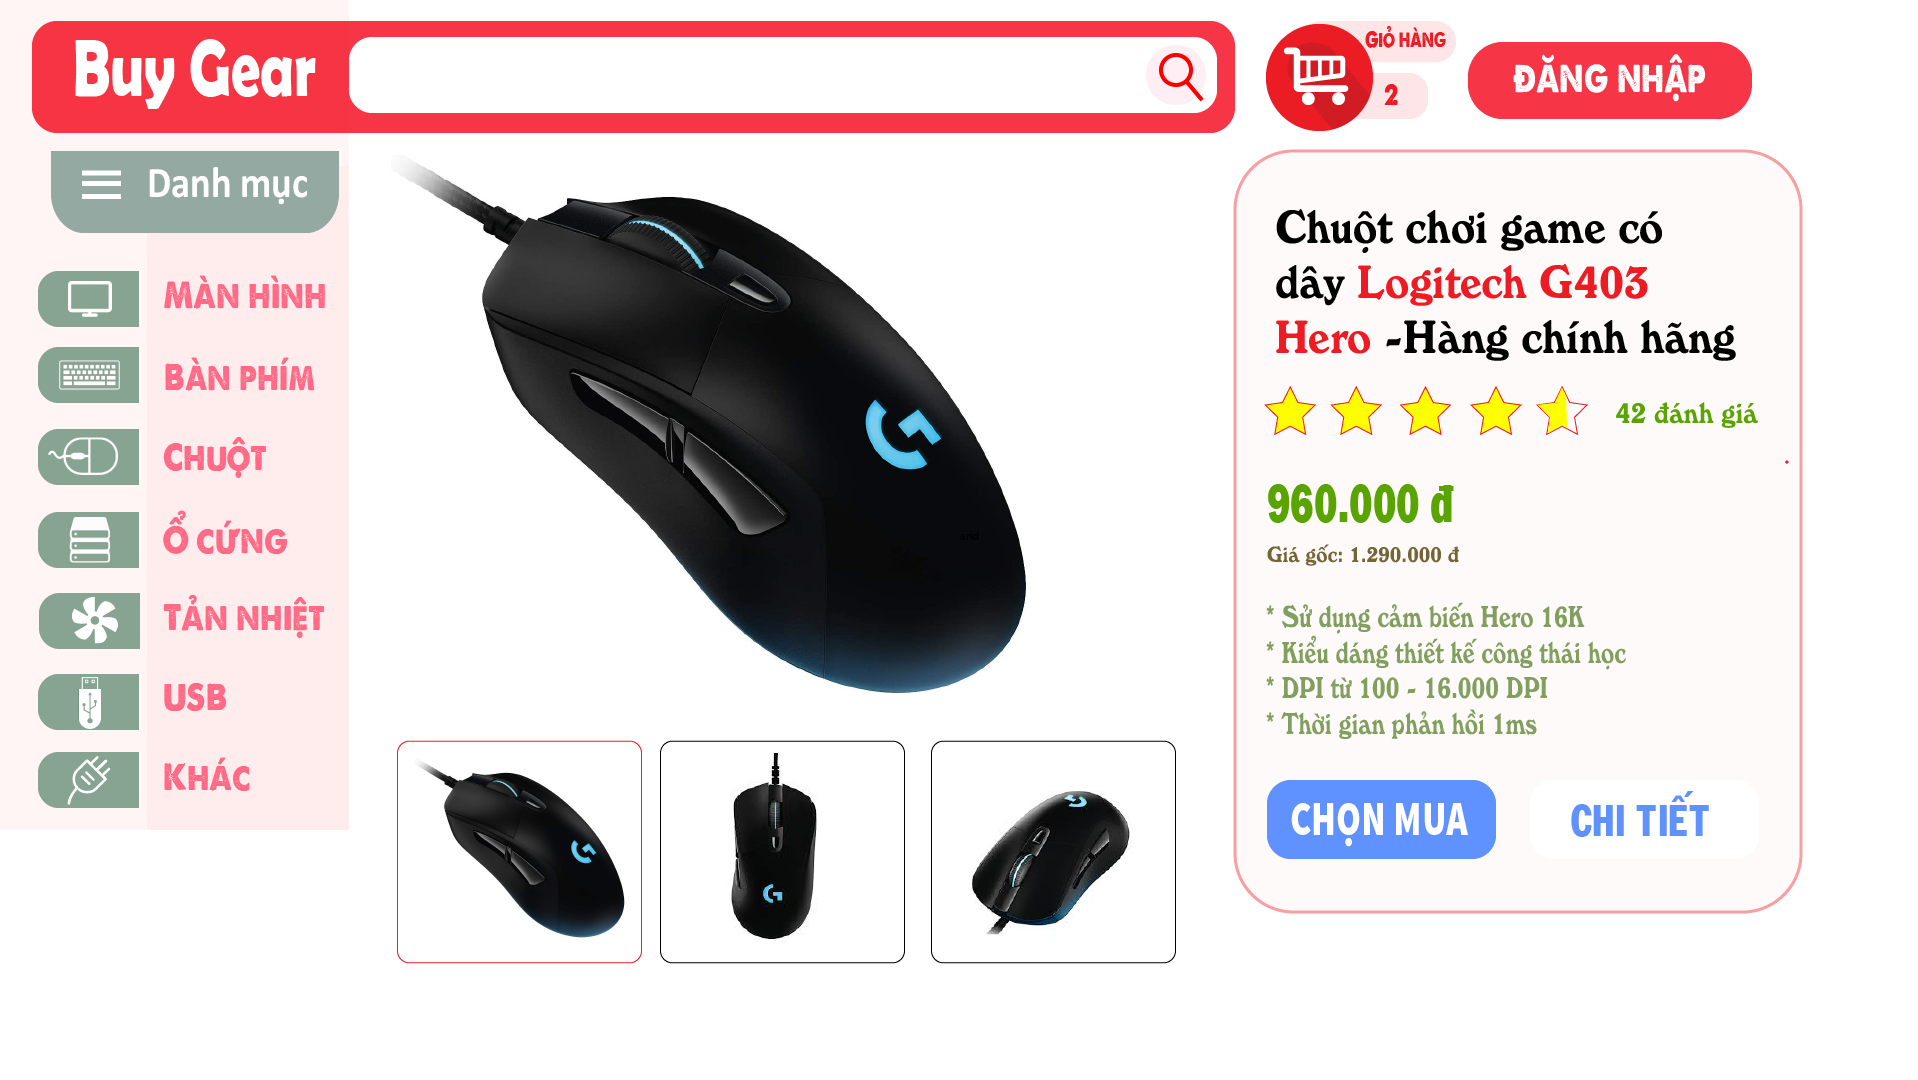 Buy Gear
GIỎ HÀNG
2
ĐĂNG NHẬP
Danh mục
MÀN HÌNH
BÀN PHÍM
CHUỘT
Ổ CỨNG
TẢN NHIỆT
USB
KHÁC
and
Chuột chơi game có
dây Logitech G403
Hero -Hàng chính hãng
42 đánh giá
960.000 đ
Giá gốc: 1.290.000 đ
* Sử dụng cảm biến Hero 16K
* Kiểu dáng thiết kế công thái học
* DPI từ 100 - 16.000 DPI
* Thời gian phản hồi 1ms
CHỌN MUA
CHI TIẾT